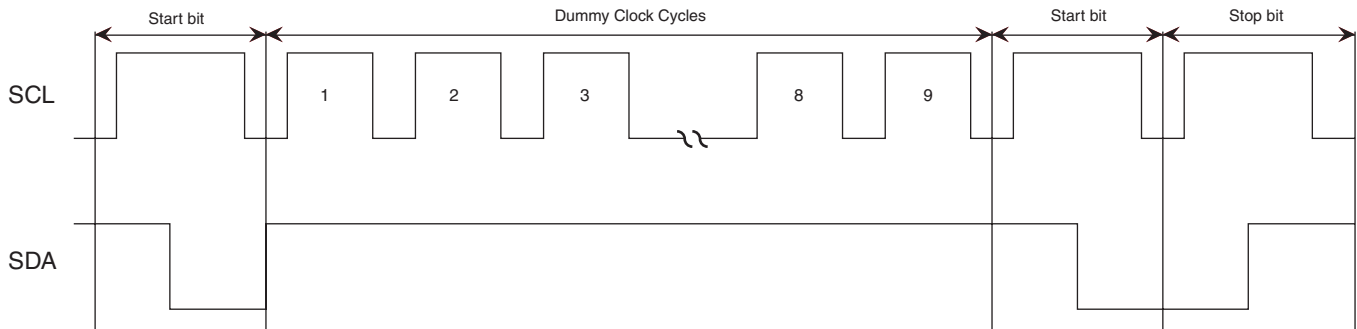 Start bit
Dummy Clock Cycles
Start bit
Stop bit
SCL
1
2
3
8
9
SDA